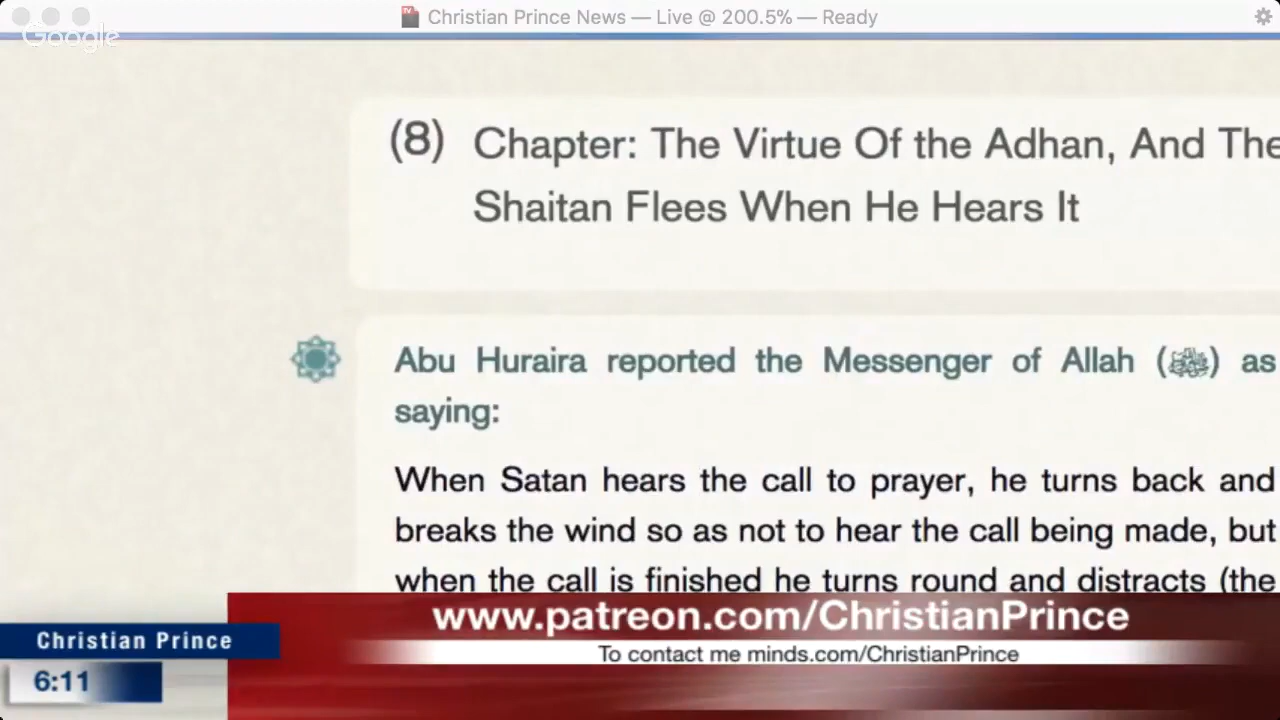 Christian Prince News — Live @ 200.5% — Ready
Google
(8) Chapter: The Virtue Of the Adhan, And The
Shaitan Flees When He Hears It
Abu Huraira reported the Messenger of Allah (ﷺ) as
saying:
When Satan hears the call to prayer, he turns back and
breaks the wind so as not to hear the call being made, but
when the call is finished he turns round and distracts (the
www.patreon.com/ChristianPrince
To contact me minds.com/ChristianPrince
Christian Prince
6:11